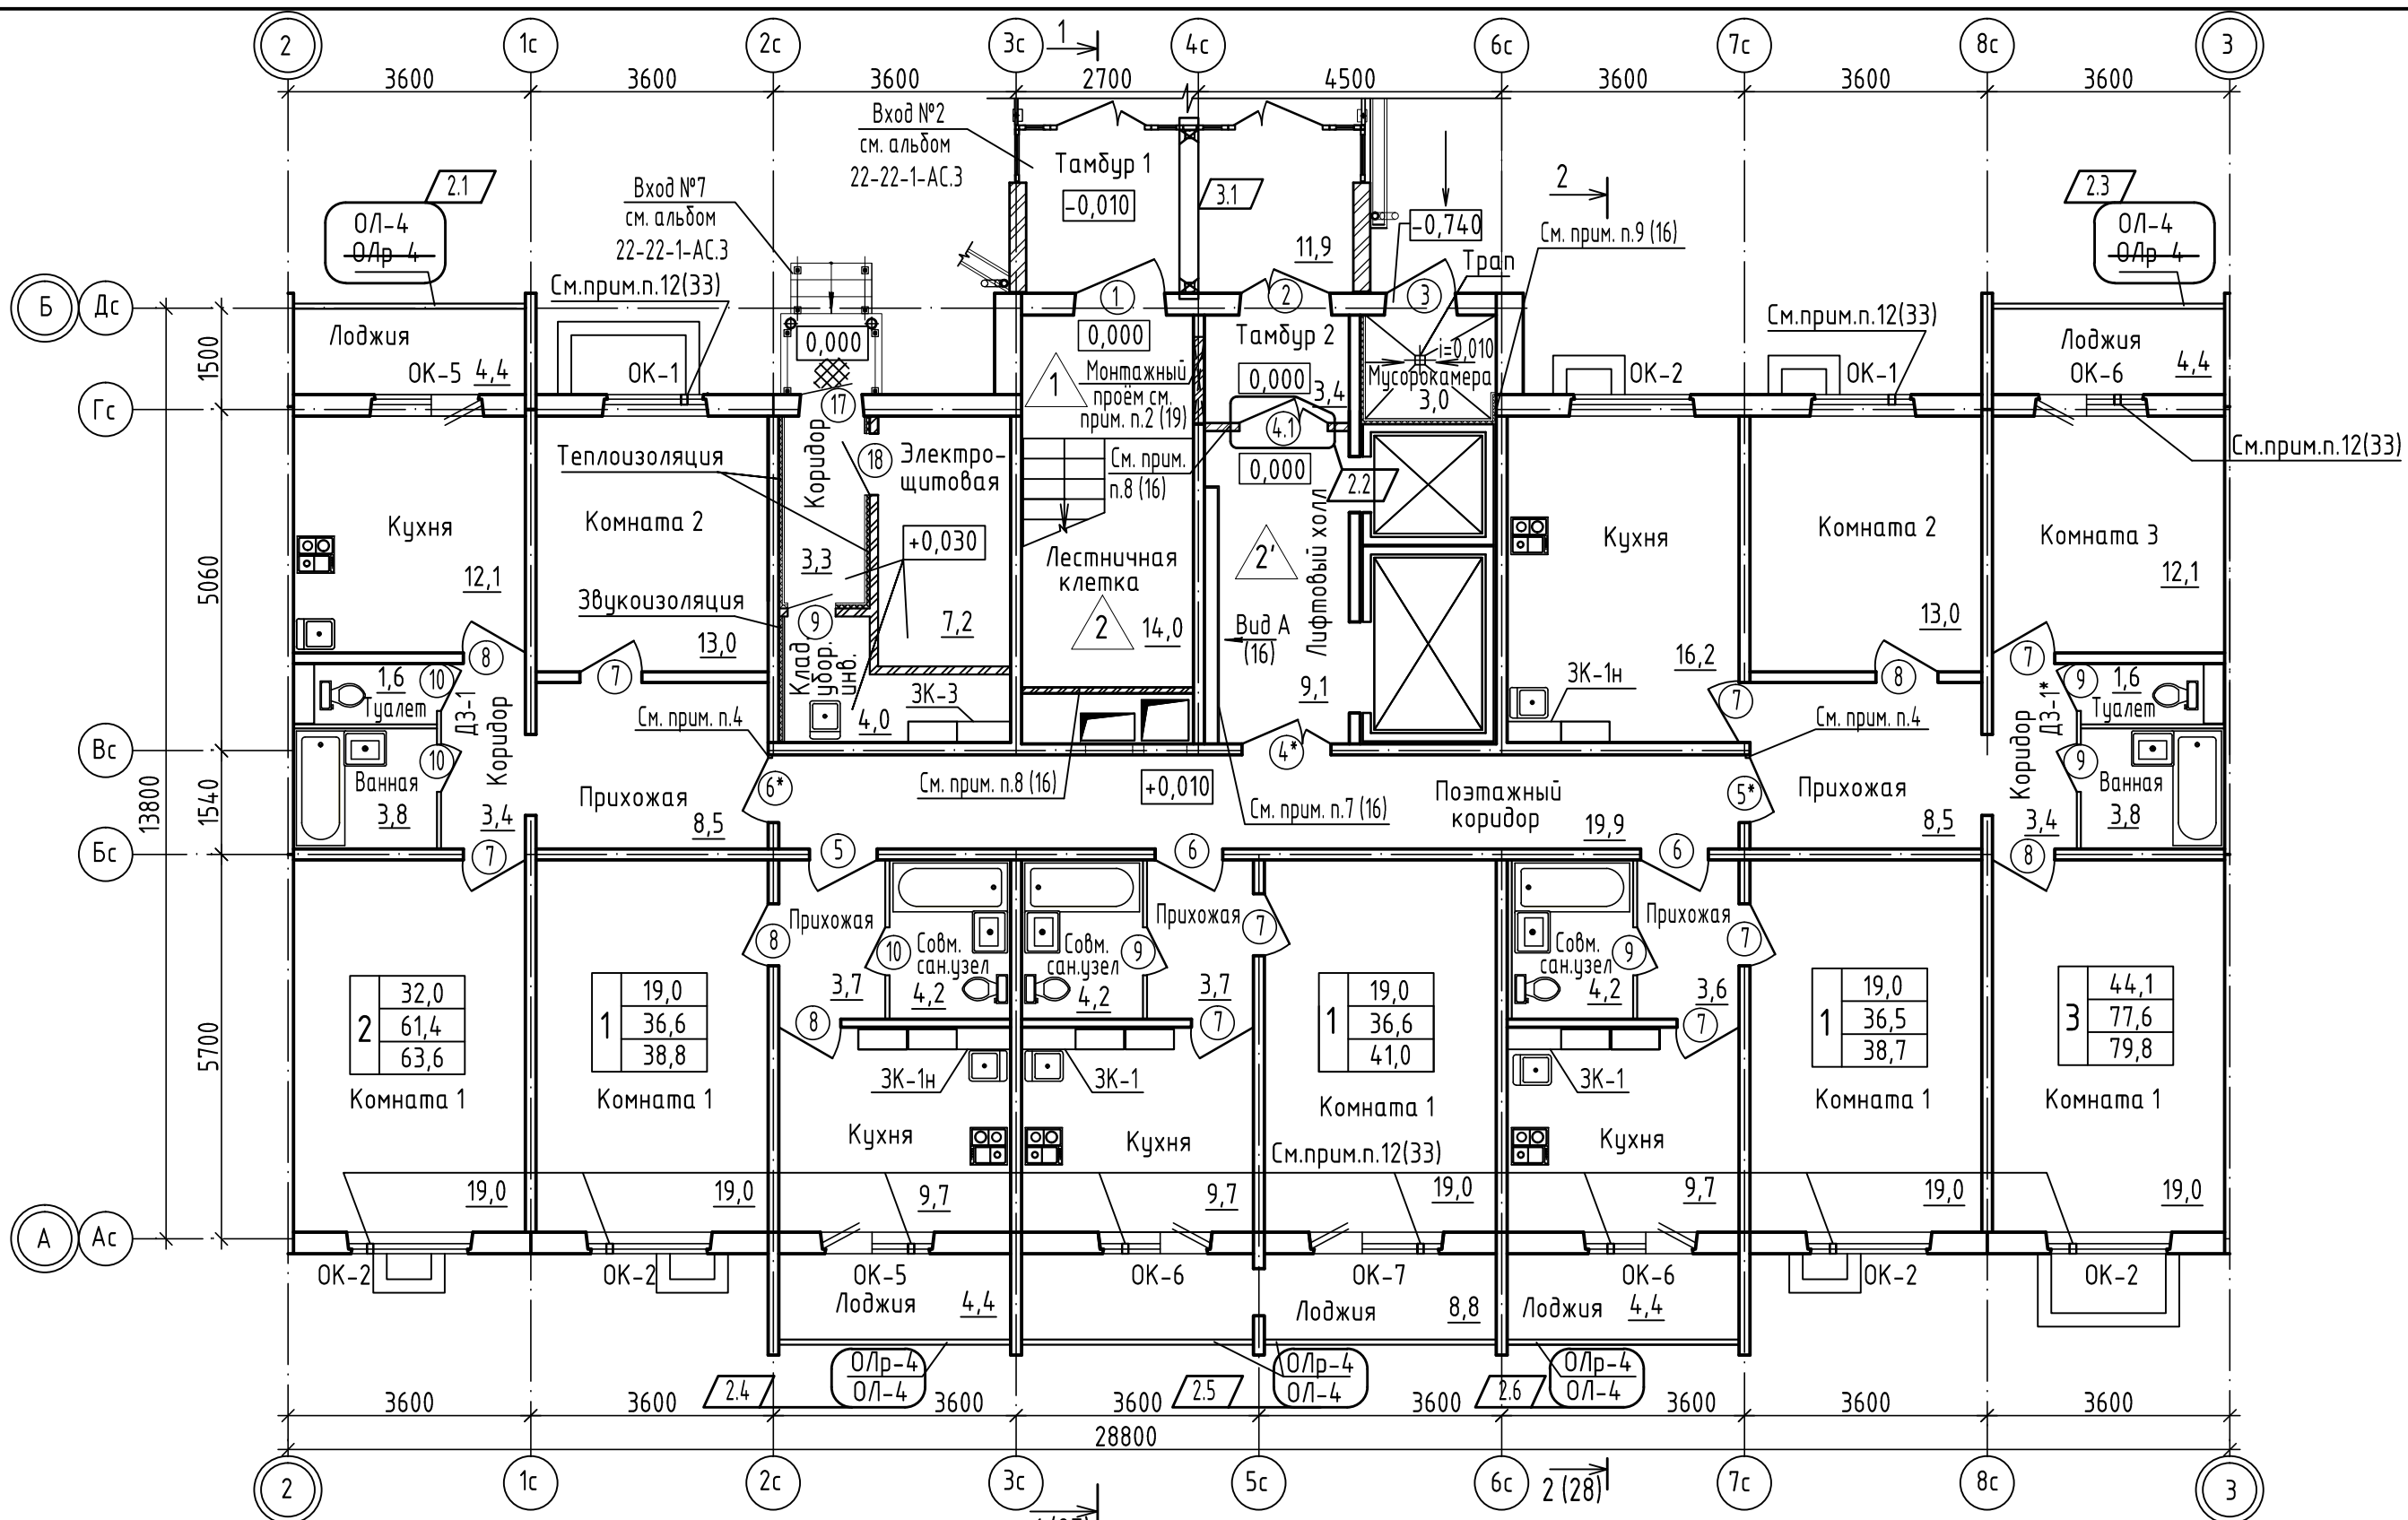 2
1с
2с
3с
1
4с
6с
7с
8с
3
3600
3600
3600
2700
4500
3600
3600
3600
Вход №2
см. альбом
22-22-1-АС.3
Тамбур 1
-0,010
3.1
11,9
-0,740
2
См. прим. п.9 (16)
Трап
2.1
ОЛ-4
ОЛр-4
Вход №7
см. альбом
22-22-1-АС.3
2.3
ОЛ-4
ОЛр-4
Б
Дс
См.прим.п.12(33)
0,000
1
2
3
0,000
Тамбур 2
i=0,010
См.прим.п.12(33)
Лоджия
ОК-5
4,4
ОК-1
1
Монтажный
проём см.
прим. п.2 (19)
0,000
3,4
Мусорокамера
3,0
ОК-2
ОК-1
Лоджия
ОК-6
4,4
1500
Гс
17
4.1
См.прим.п.12(33)
Теплоизоляция
Коридор
18
Электро-
щитовая
См. прим.
п.8 (16)
0,000
2.2
Кухня
12,1
Комната 2
13,0
3,3
+0,030
7,2
Лестничная
клетка
2
14,0
2'
Лифтовый холл
Вид А
(16)
9,1
Кухня
16,2
Комната 2
13,0
Комната 3
12,1
5060
Звукоизоляция
9
Клад.
убор.
инв.
4,0
ЗК-3
ЗК-1н
8
7
7
8
7
10
1,6
Туалет
ДЗ-1
Коридор
См. прим. п.4
См. прим. п.4
Коридор
ДЗ-1*
9
1,6
Туалет
Вс
4*
10
Ванная
3,8
3,4
Прихожая
8,5
6*
См. прим. п.8 (16)
+0,010
См. прим. п.7 (16)
Поэтажный
коридор
19,9
5*
Прихожая
8,5
3,4
9
Ванная
3,8
13800
1540
Бс
7
5
6
6
8
Прихожая
8
10
Совм.
сан.узел
4,2
3,7
8
Совм.
сан.узел
4,2
9
Прихожая
7
3,7
7
Совм.
сан.узел
4,2
9
Прихожая
7
3,6
7
2
32,0
61,4
63,6
1
19,0
36,6
38,8
1
19,0
36,6
41,0
1
19,0
36,5
38,7
3
44,1
77,6
79,8
5700
Комната 1
Комната 1
ЗК-1н
ЗК-1
Комната 1
ЗК-1
Комната 1
Комната 1
Кухня
Кухня
См.прим.п.12(33)
Кухня
19,0
19,0
9,7
9,7
19,0
9,7
19,0
19,0
А
Ас
ОК-2
ОК-2
ОК-5
ОК-6
ОК-7
ОК-6
ОК-2
ОК-2
Лоджия
4,4
Лоджия
8,8
Лоджия
4,4
2.4
ОЛр-4
ОЛ-4
2.5
ОЛр-4
ОЛ-4
2.6
ОЛр-4
ОЛ-4
3600
3600
3600
3600
3600
3600
3600
3600
28800
2
1с
2с
3с
5с
6с
2 (28)
7с
8с
3